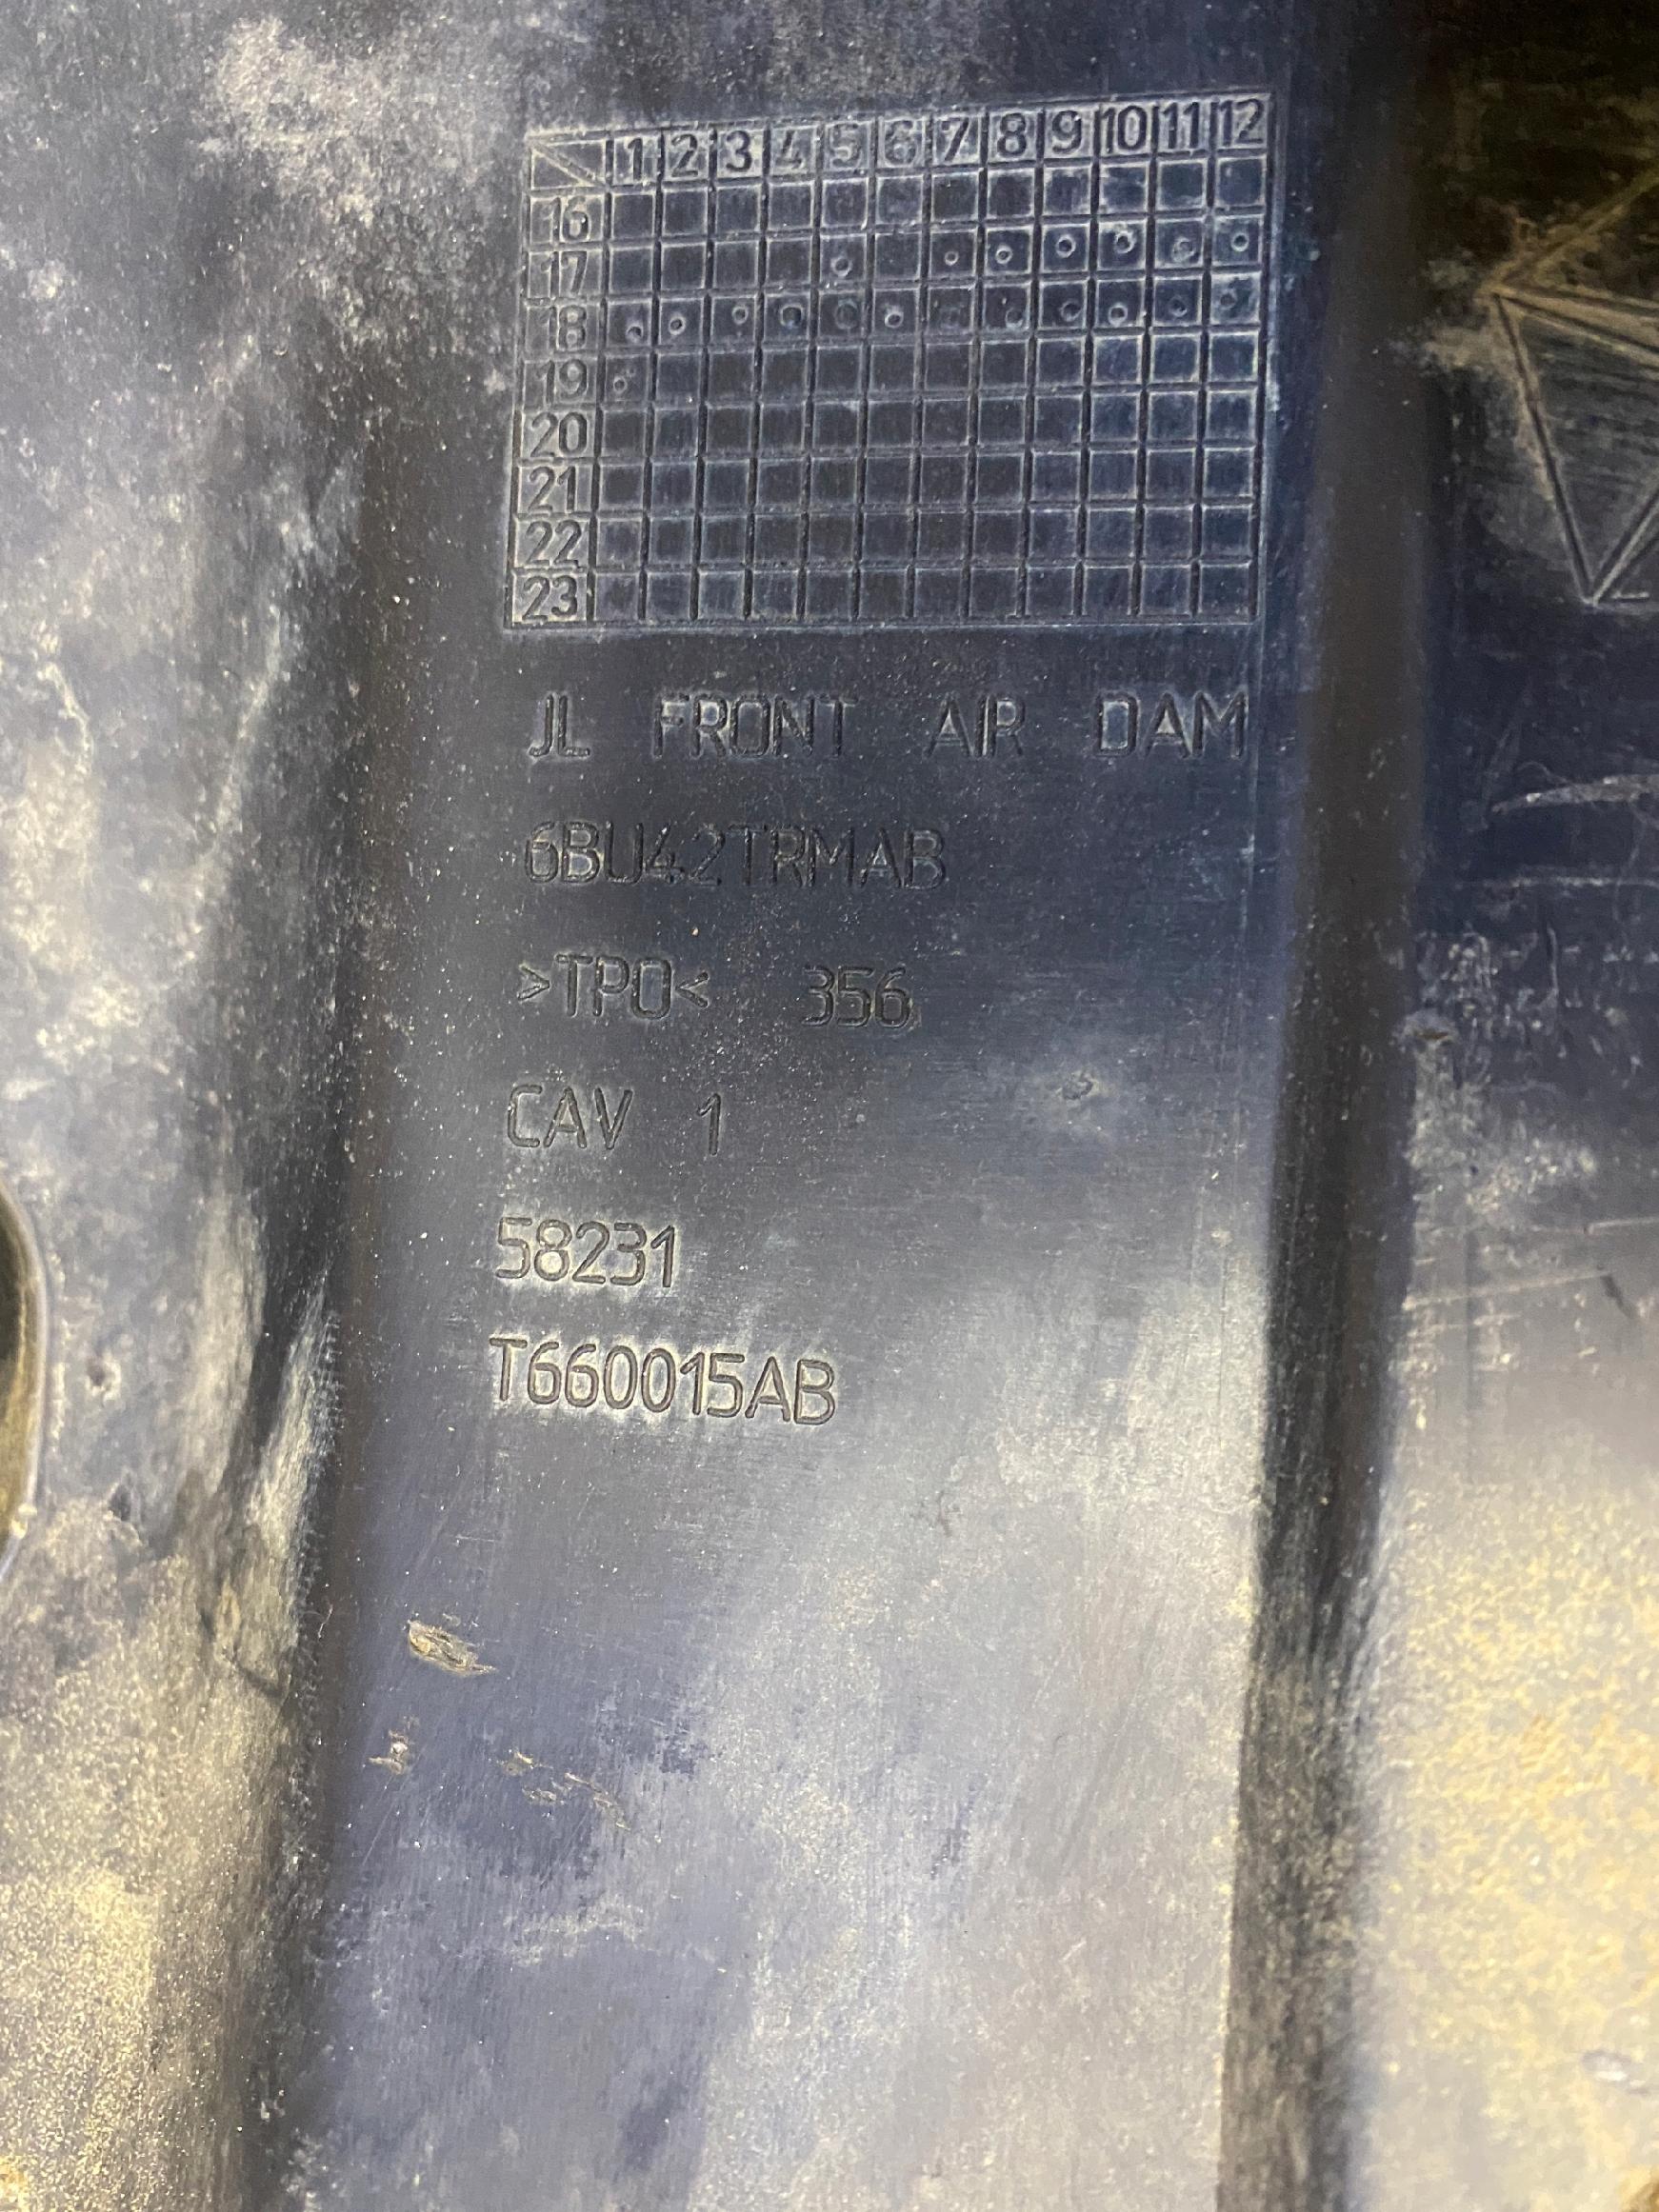 1 2 3 4 5 6 7 8 9 10 11 12
16
17
18
19
20
21
22
23
JL FRONT AIR DAM
6BU42TRMAB
>TPO< 356
CAV 1
58231
T660015AB